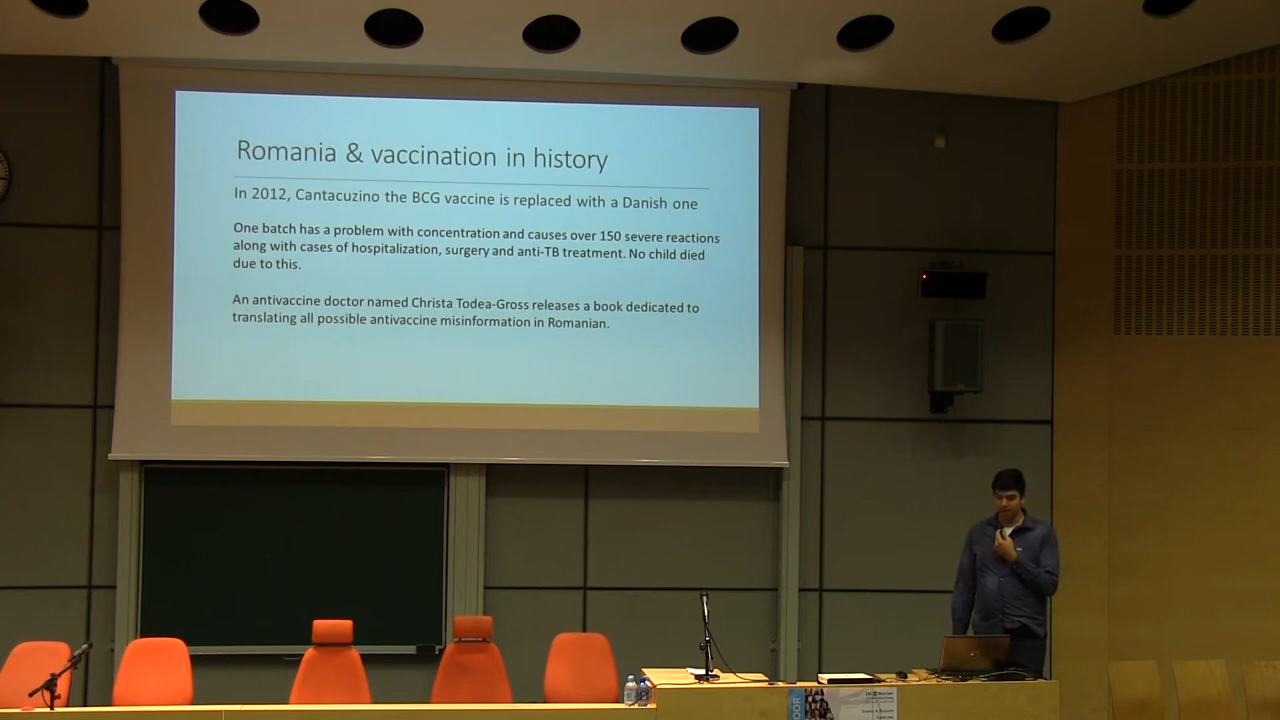 Romania & vaccination in history
In 2012, Cantacuzino the BCG vaccine is replaced with a Danish one
One batch has a problem with concentration and causes over 150 severe reactions
along with cases of hospitalization, surgery and anti-TB treatment. No child died
due to this.
An antivaccine doctor named Christa Todea-Gross releases a book dedicated to
translating all possible antivaccine misinformation in Romanian.